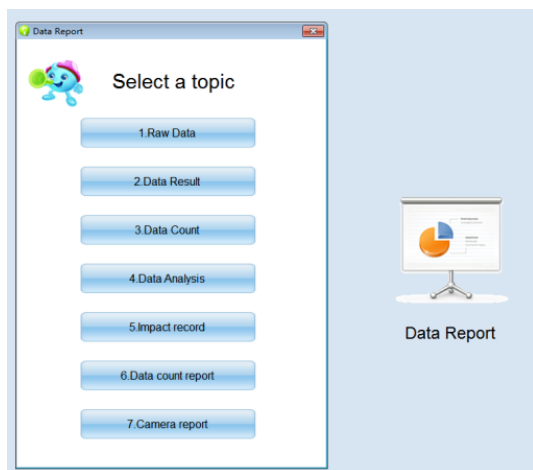 Data Report
Select a topic
1.Raw Data
2.Data Result
3.Data Count
4.Data Analysis
5.Impact record
6.Data count report
7.Camera report
Data Report